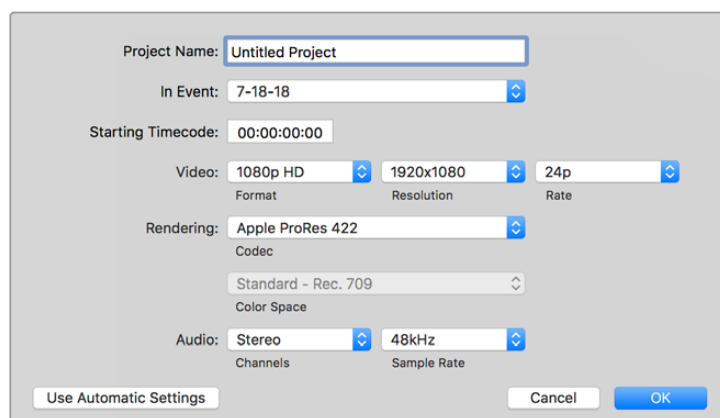 Project Name: Untitled Project
In Event: 7-18-18
Starting Timecode: 00:00:00:00
Video: 1080p HD 1920x1080 24p
Format Resolution Rate
Rendering: Apple ProRes 422
Codec
Standard - Rec. 709
Color Space
Audio: Stereo 48kHz
Channels Sample Rate
Use Automatic Settings Cancel OK